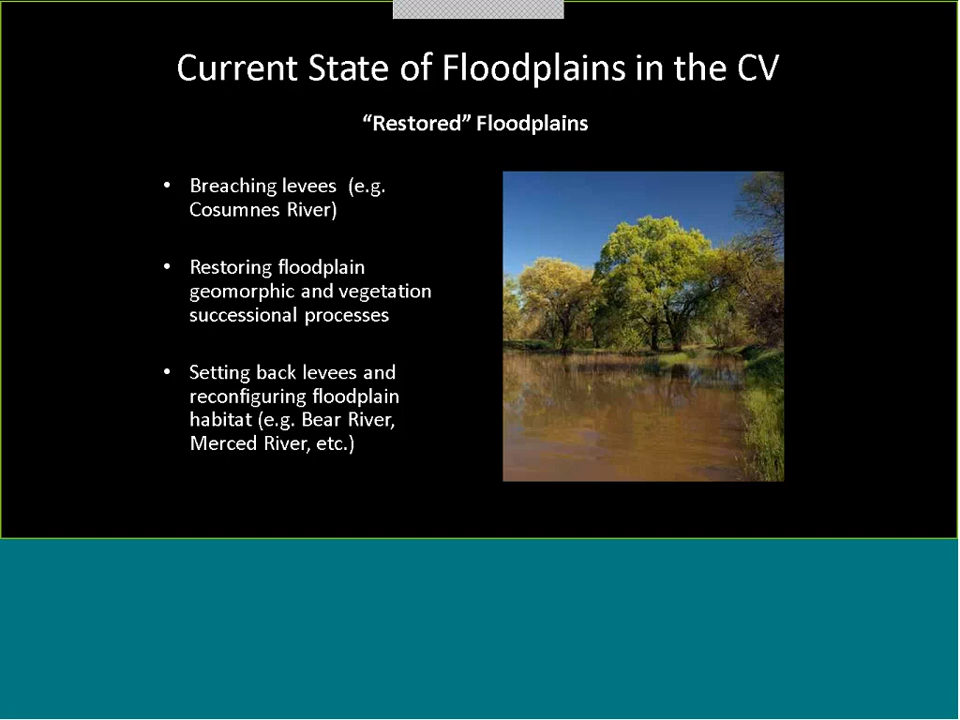 Current State of Floodplains in the CV
“Restored” Floodplains
• Breaching levees (e.g.
Cosumnes River)
• Restoring floodplain
geomorphic and vegetation
successional processes
• Setting back levees and
reconfiguring floodplain
habitat (e.g. Bear River,
Merced River, etc.)